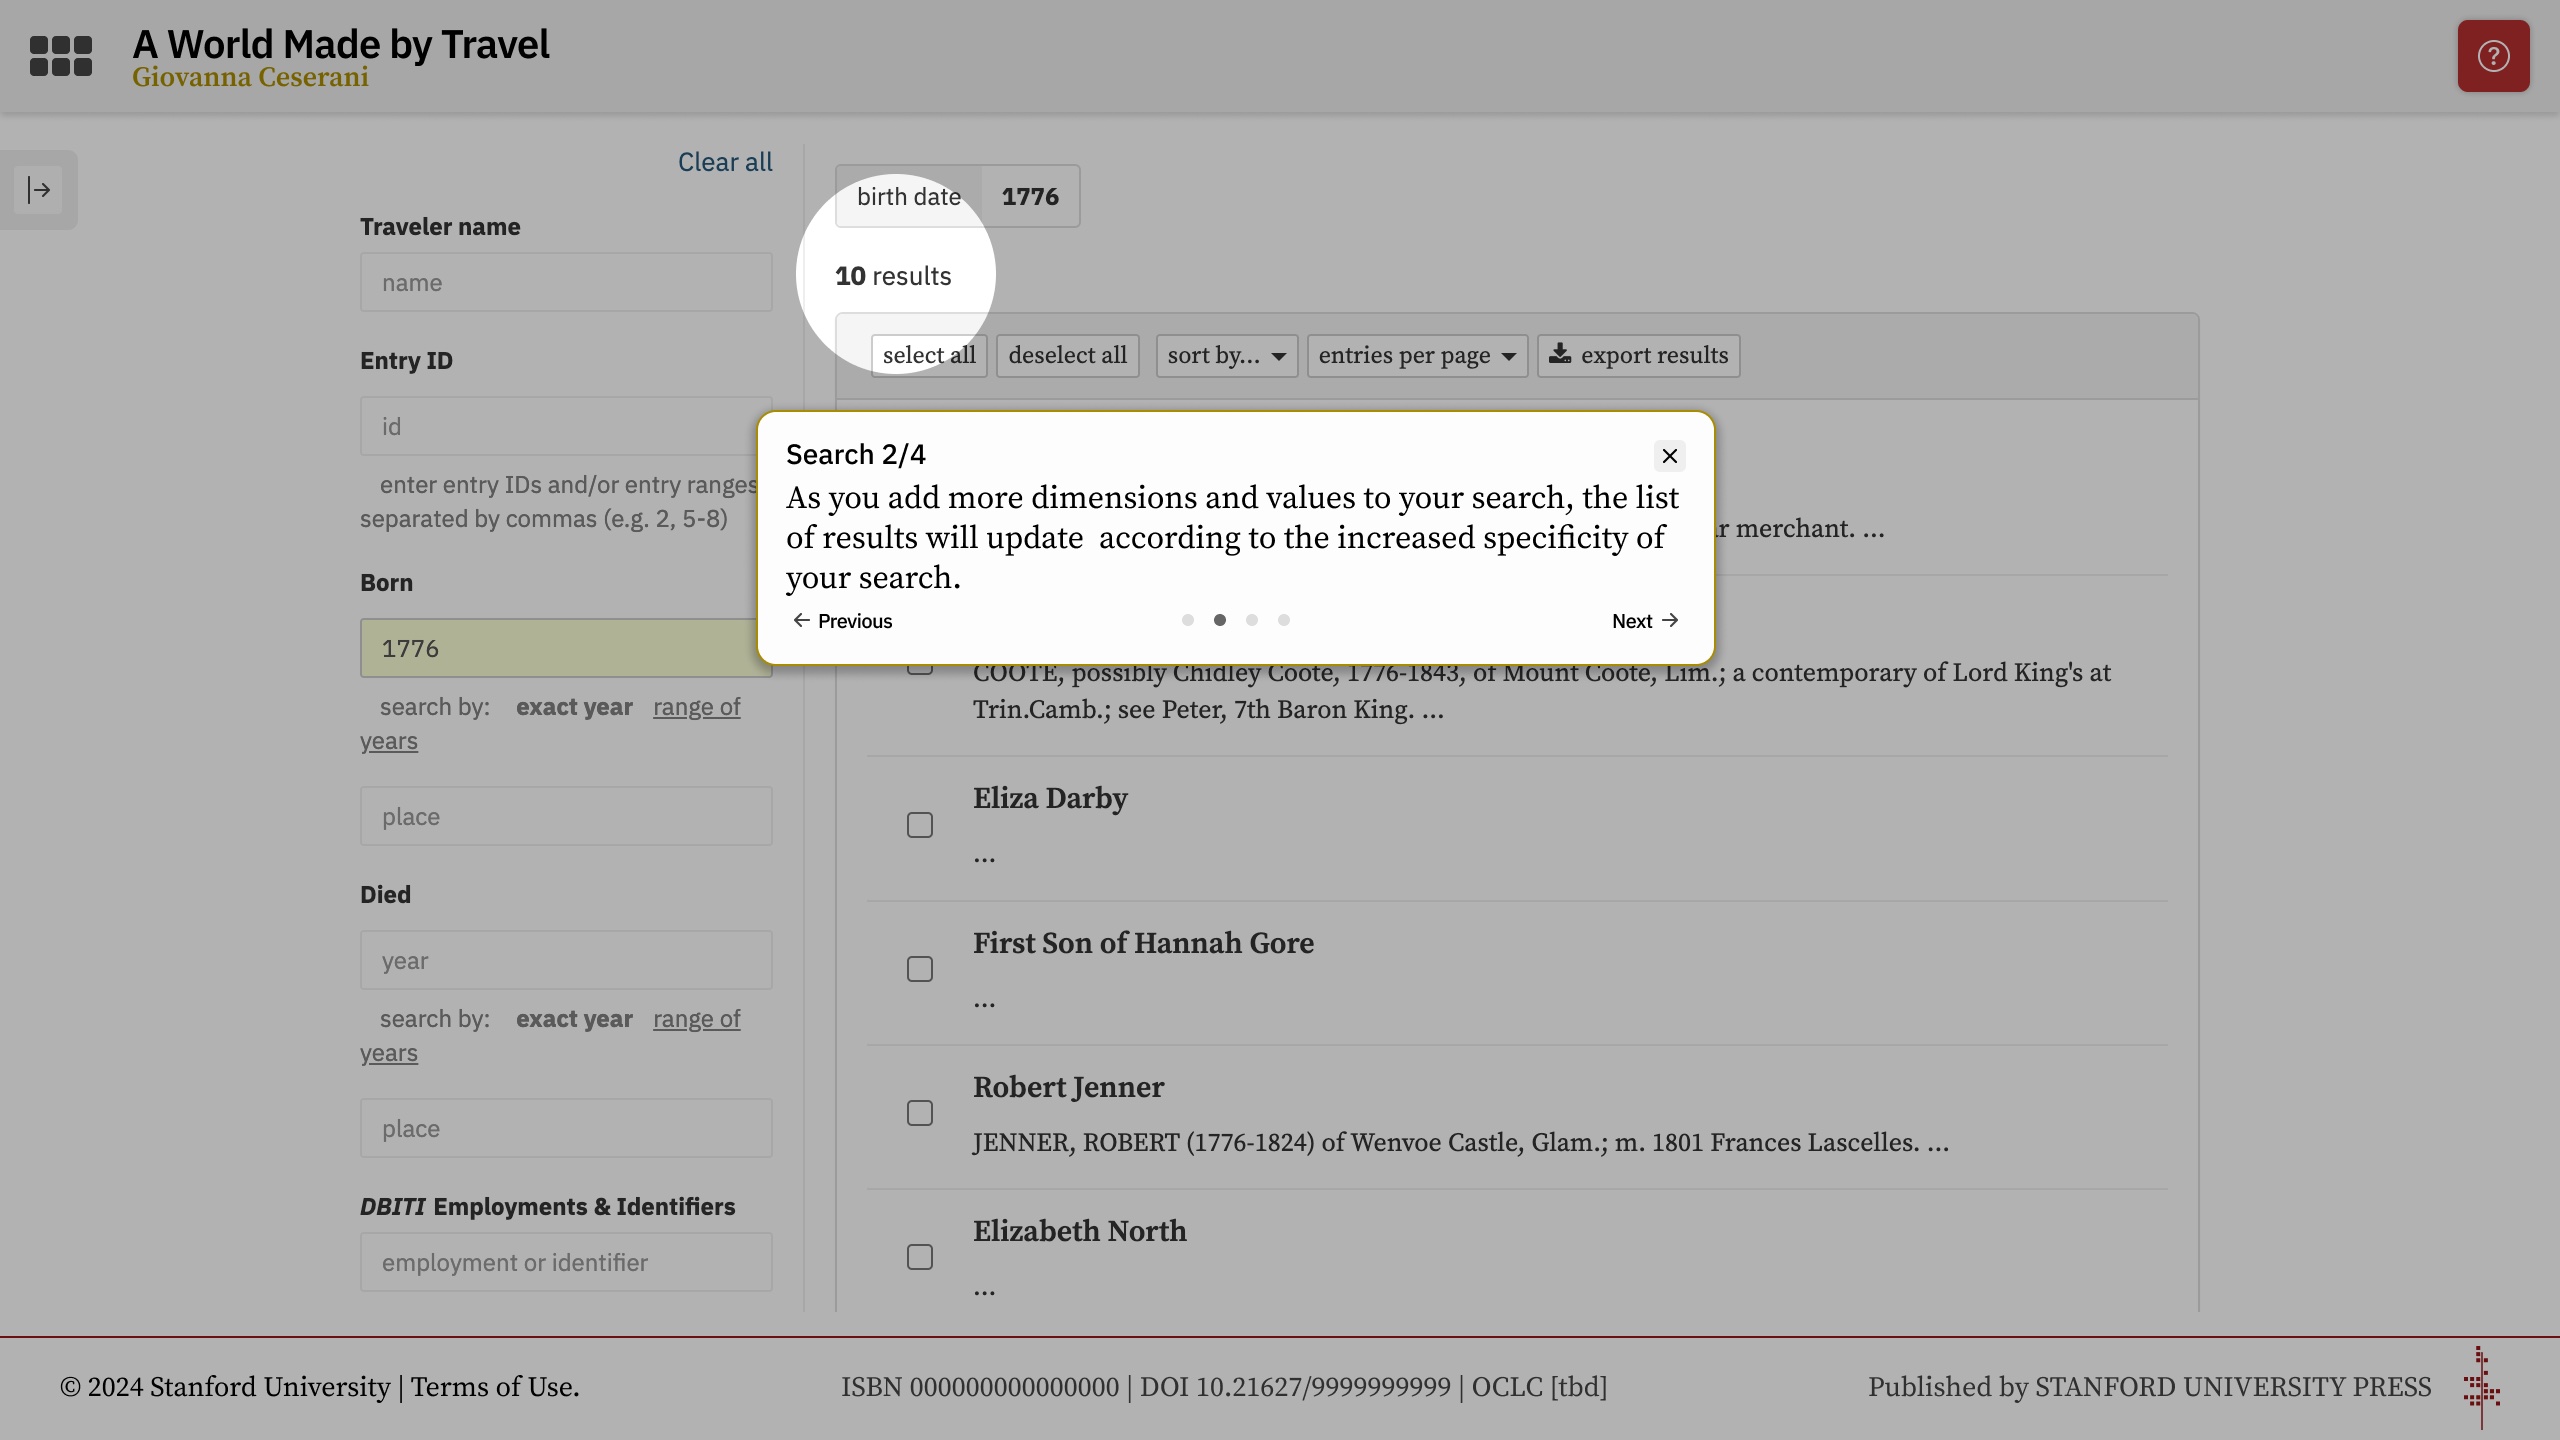 A World Made by Travel
Giovanna Ceserani
Clear all
Traveler name
name
Entry ID
id
enter entry IDs and/or entry ranges
separated by commas (e.g. 2, 5-8)
Born
1776
search by: exact year range of
years
place
Died
year
search by: exact year range of
years
place
DBITI Employments & Identifiers
employment or identifier
birth date 1776
10 results
select all deselect all sort by... entries per page export results
Search 2/4
As you add more dimensions and values to your search, the list
of results will update  according to the increased specificity of
your search.
Previous Next
merchant. ...
COOTE, possibly Chidley Coote, 1776-1843, of Mount Coote, Lim.; a contemporary of Lord King's at
Trin.Camb.; see Peter, 7th Baron King. ...
Eliza Darby
...
First Son of Hannah Gore
...
Robert Jenner
JENNER, ROBERT (1776-1824) of Wenvoe Castle, Glam.; m. 1801 Frances Lascelles. ...
Elizabeth North
...
© 2024 Stanford University | Terms of Use.
ISBN 000000000000000 | DOI 10.21627/9999999999 | OCLC [tbd]
Published by STANFORD UNIVERSITY PRESS